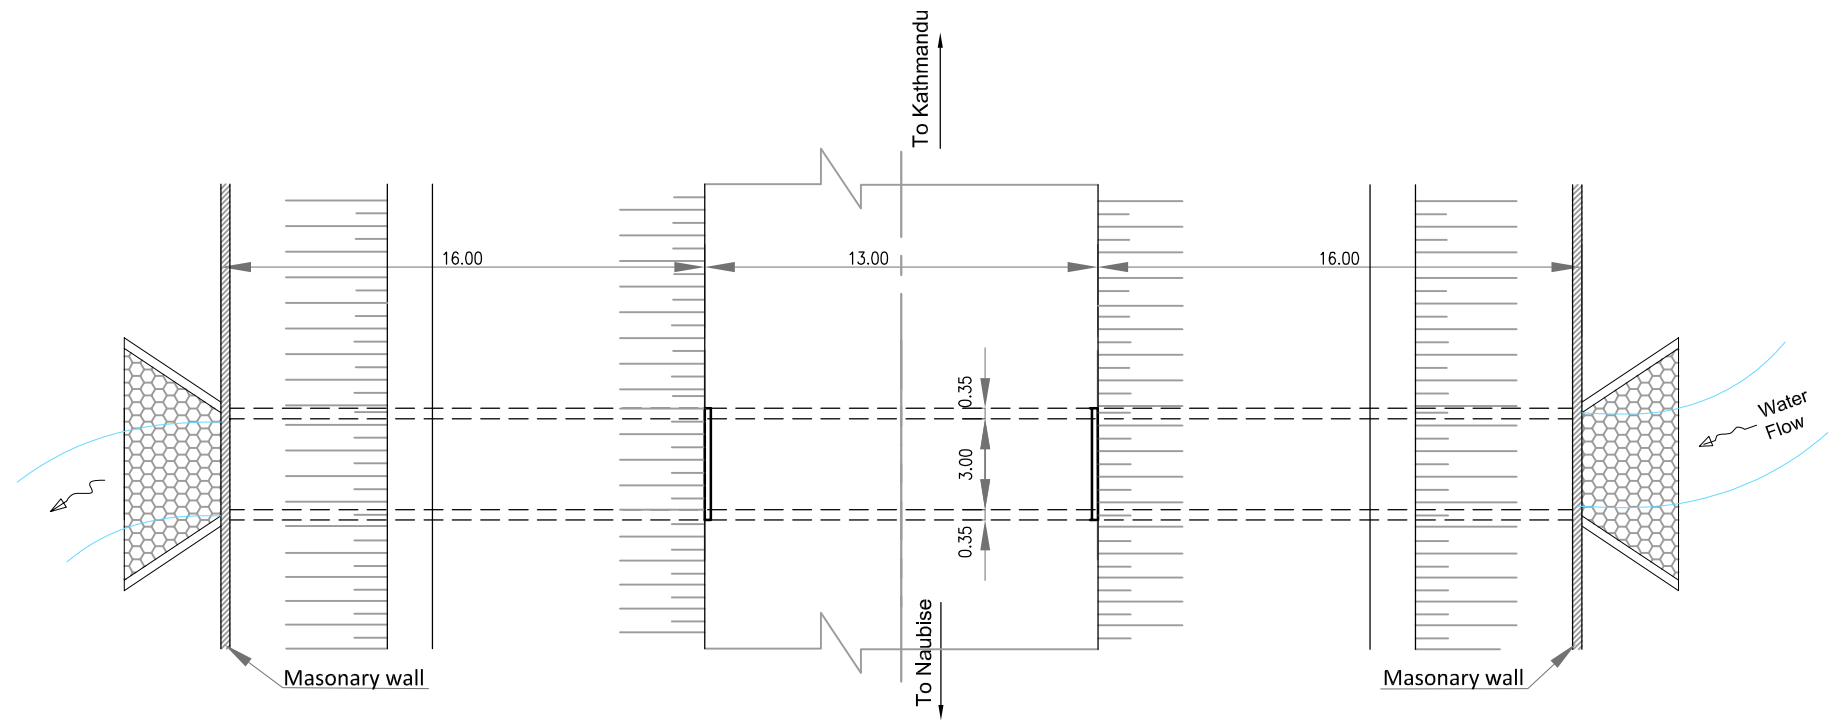 To Kathmandu
16.00
13.00
16.00
0.35
3.00
0.35
Water
Flow
To Naubise
Masonary wall
Masonary wall